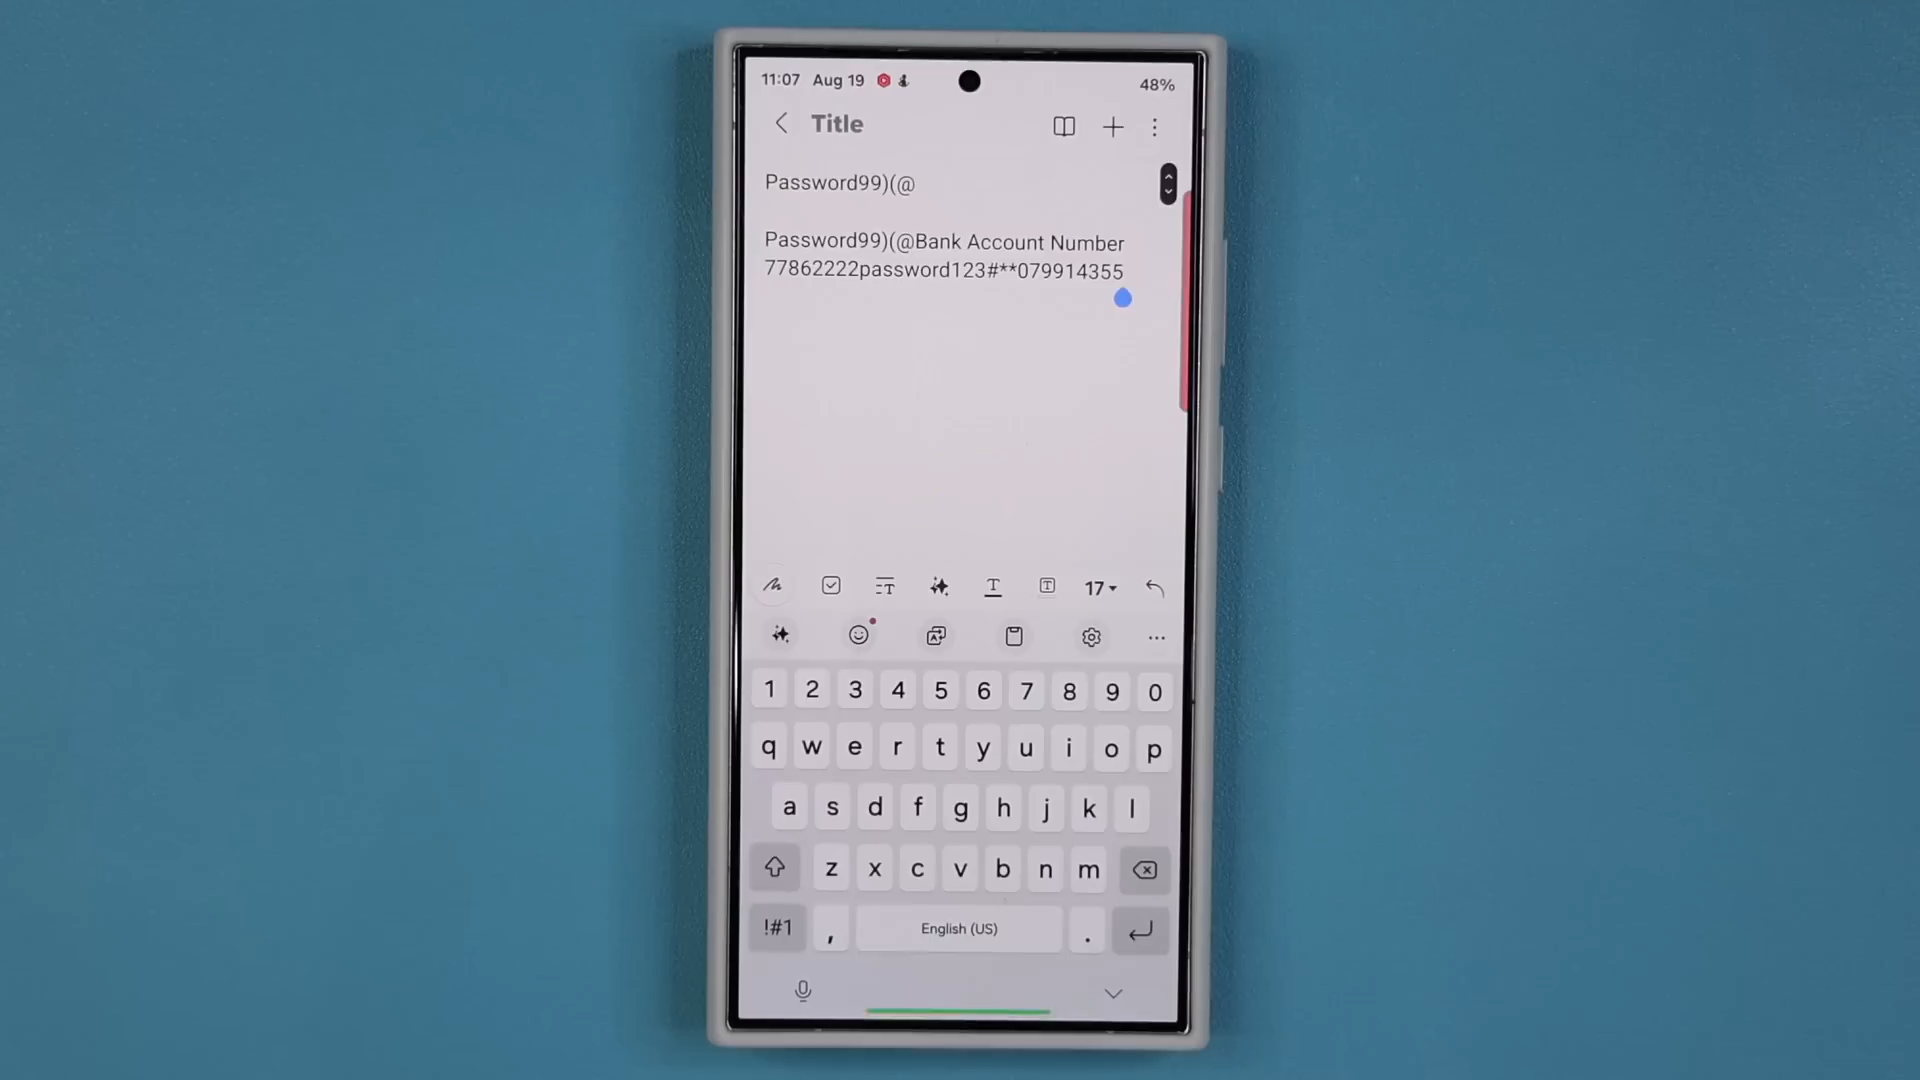 11:07 Aug 19 48%
Title
Password99)(@
Password99)(@Bank Account Number
77862222password123#**079914355
17
1 2 3 4 5 6 7 8 9 0
q w e r t y u i o p
a s d f g h j k l
z x c v b n m
!#1 , English (US) .